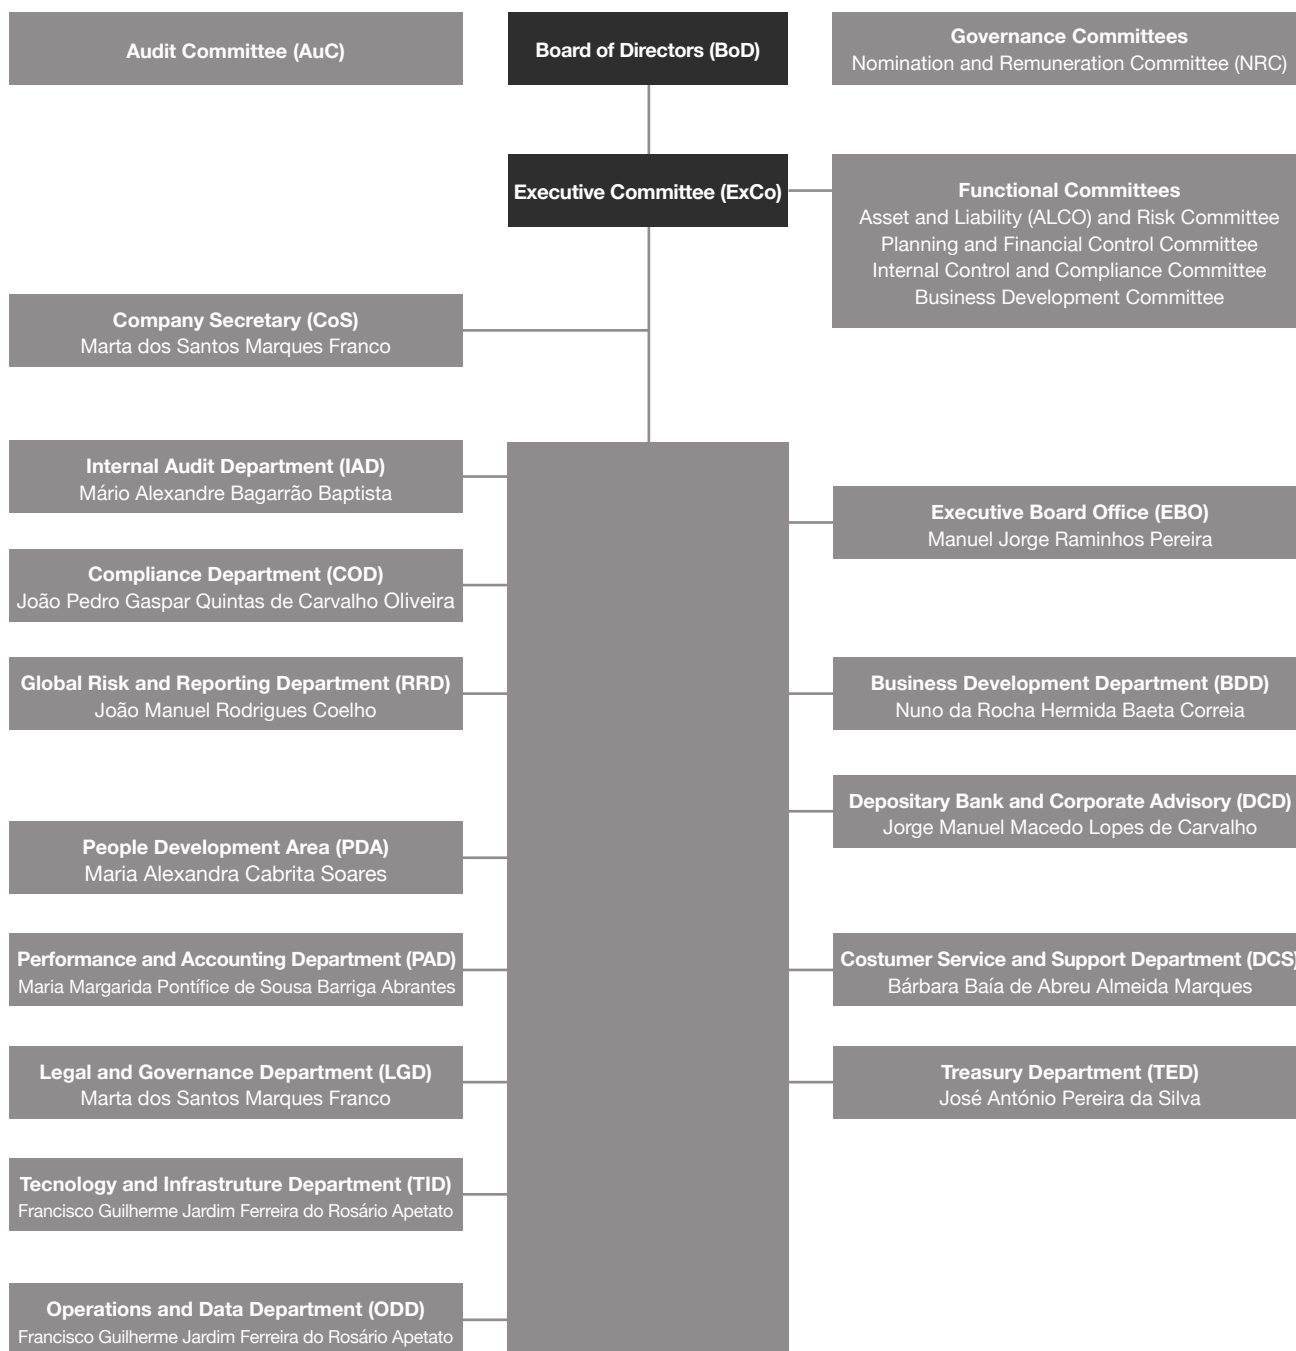 Audit Committee (AuC)
Board of Directors (BoD)
Governance Committees
Nomination and Remuneration Committee (NRC)
Executive Committee (ExCo)
Functional Committees
Asset and Liability (ALCO) and Risk Committee
Planning and Financial Control Committee
Internal Control and Compliance Committee
Business Development Committee
Company Secretary (CoS)
Marta dos Santos Marques Franco
Internal Audit Department (IAD)
Mário Alexandre Bagarrão Baptista
Executive Board Office (EBO)
Manuel Jorge Raminhos Pereira
Compliance Department (COD)
João Pedro Gaspar Quintas de Carvalho Oliveira
Global Risk and Reporting Department (RRD)
João Manuel Rodrigues Coelho
Business Development Department (BDD)
Nuno da Rocha Hermida Baeta Correia
Depositary Bank and Corporate Advisory (DCD)
Jorge Manuel Macedo Lopes de Carvalho
People Development Area (PDA)
Maria Alexandra Cabrita Soares
Performance and Accounting Department (PAD)
Maria Margarida Pontífice de Sousa Barriga Abrantes
Costumer Service and Support Department (DCS)
Bárbara Baía de Abreu Almeida Marques
Legal and Governance Department (LGD)
Marta dos Santos Marques Franco
Treasury Department (TED)
José António Pereira da Silva
Tecnology and Infrastruture Department (TID)
Francisco Guilherme Jardim Ferreira do Rosário Apetato
Operations and Data Department (ODD)
Francisco Guilherme Jardim Ferreira do Rosário Apetato